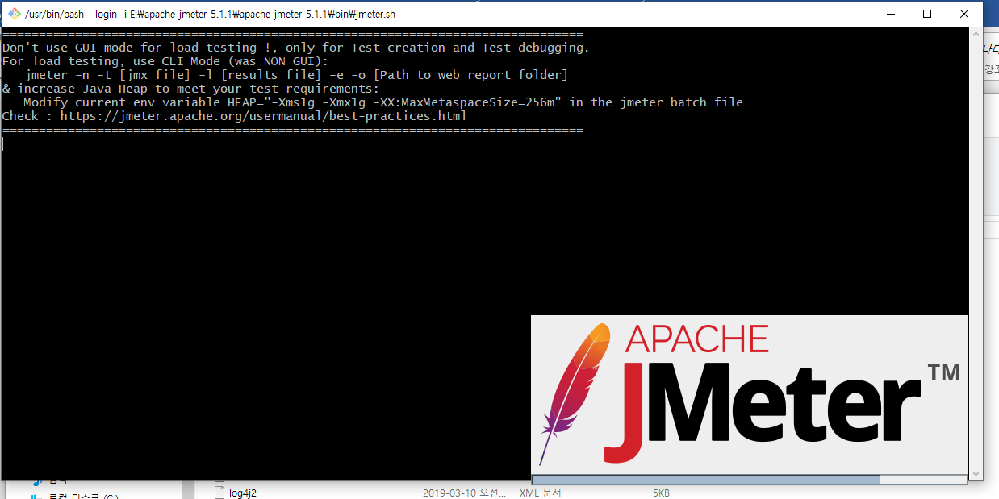 /usr/bin/bash --login -i E:₩apache-jmeter-5.1.1₩apache-jmeter-5.1.1₩bin₩jmeter.sh
================================================================================
Don't use GUI mode for load testing !, only for Test creation and Test debugging.
For load testing, use CLI Mode (was NON GUI):
jmeter -n -t [jmx file] -l [results file] -e -o [Path to web report folder]
& increase Java Heap to meet your test requirements:
Modify current env variable HEAP="-Xms1g -Xmx1g -XX:MaxMetaspaceSize=256m" in the jmeter batch file
Check : https://jmeter.apache.org/usermanual/best-practices.html
================================================================================
APACHE
JMeter TM
로컬 디스크 (C:)
log4j2 2019-03-10 오전... XML 문서 5KB